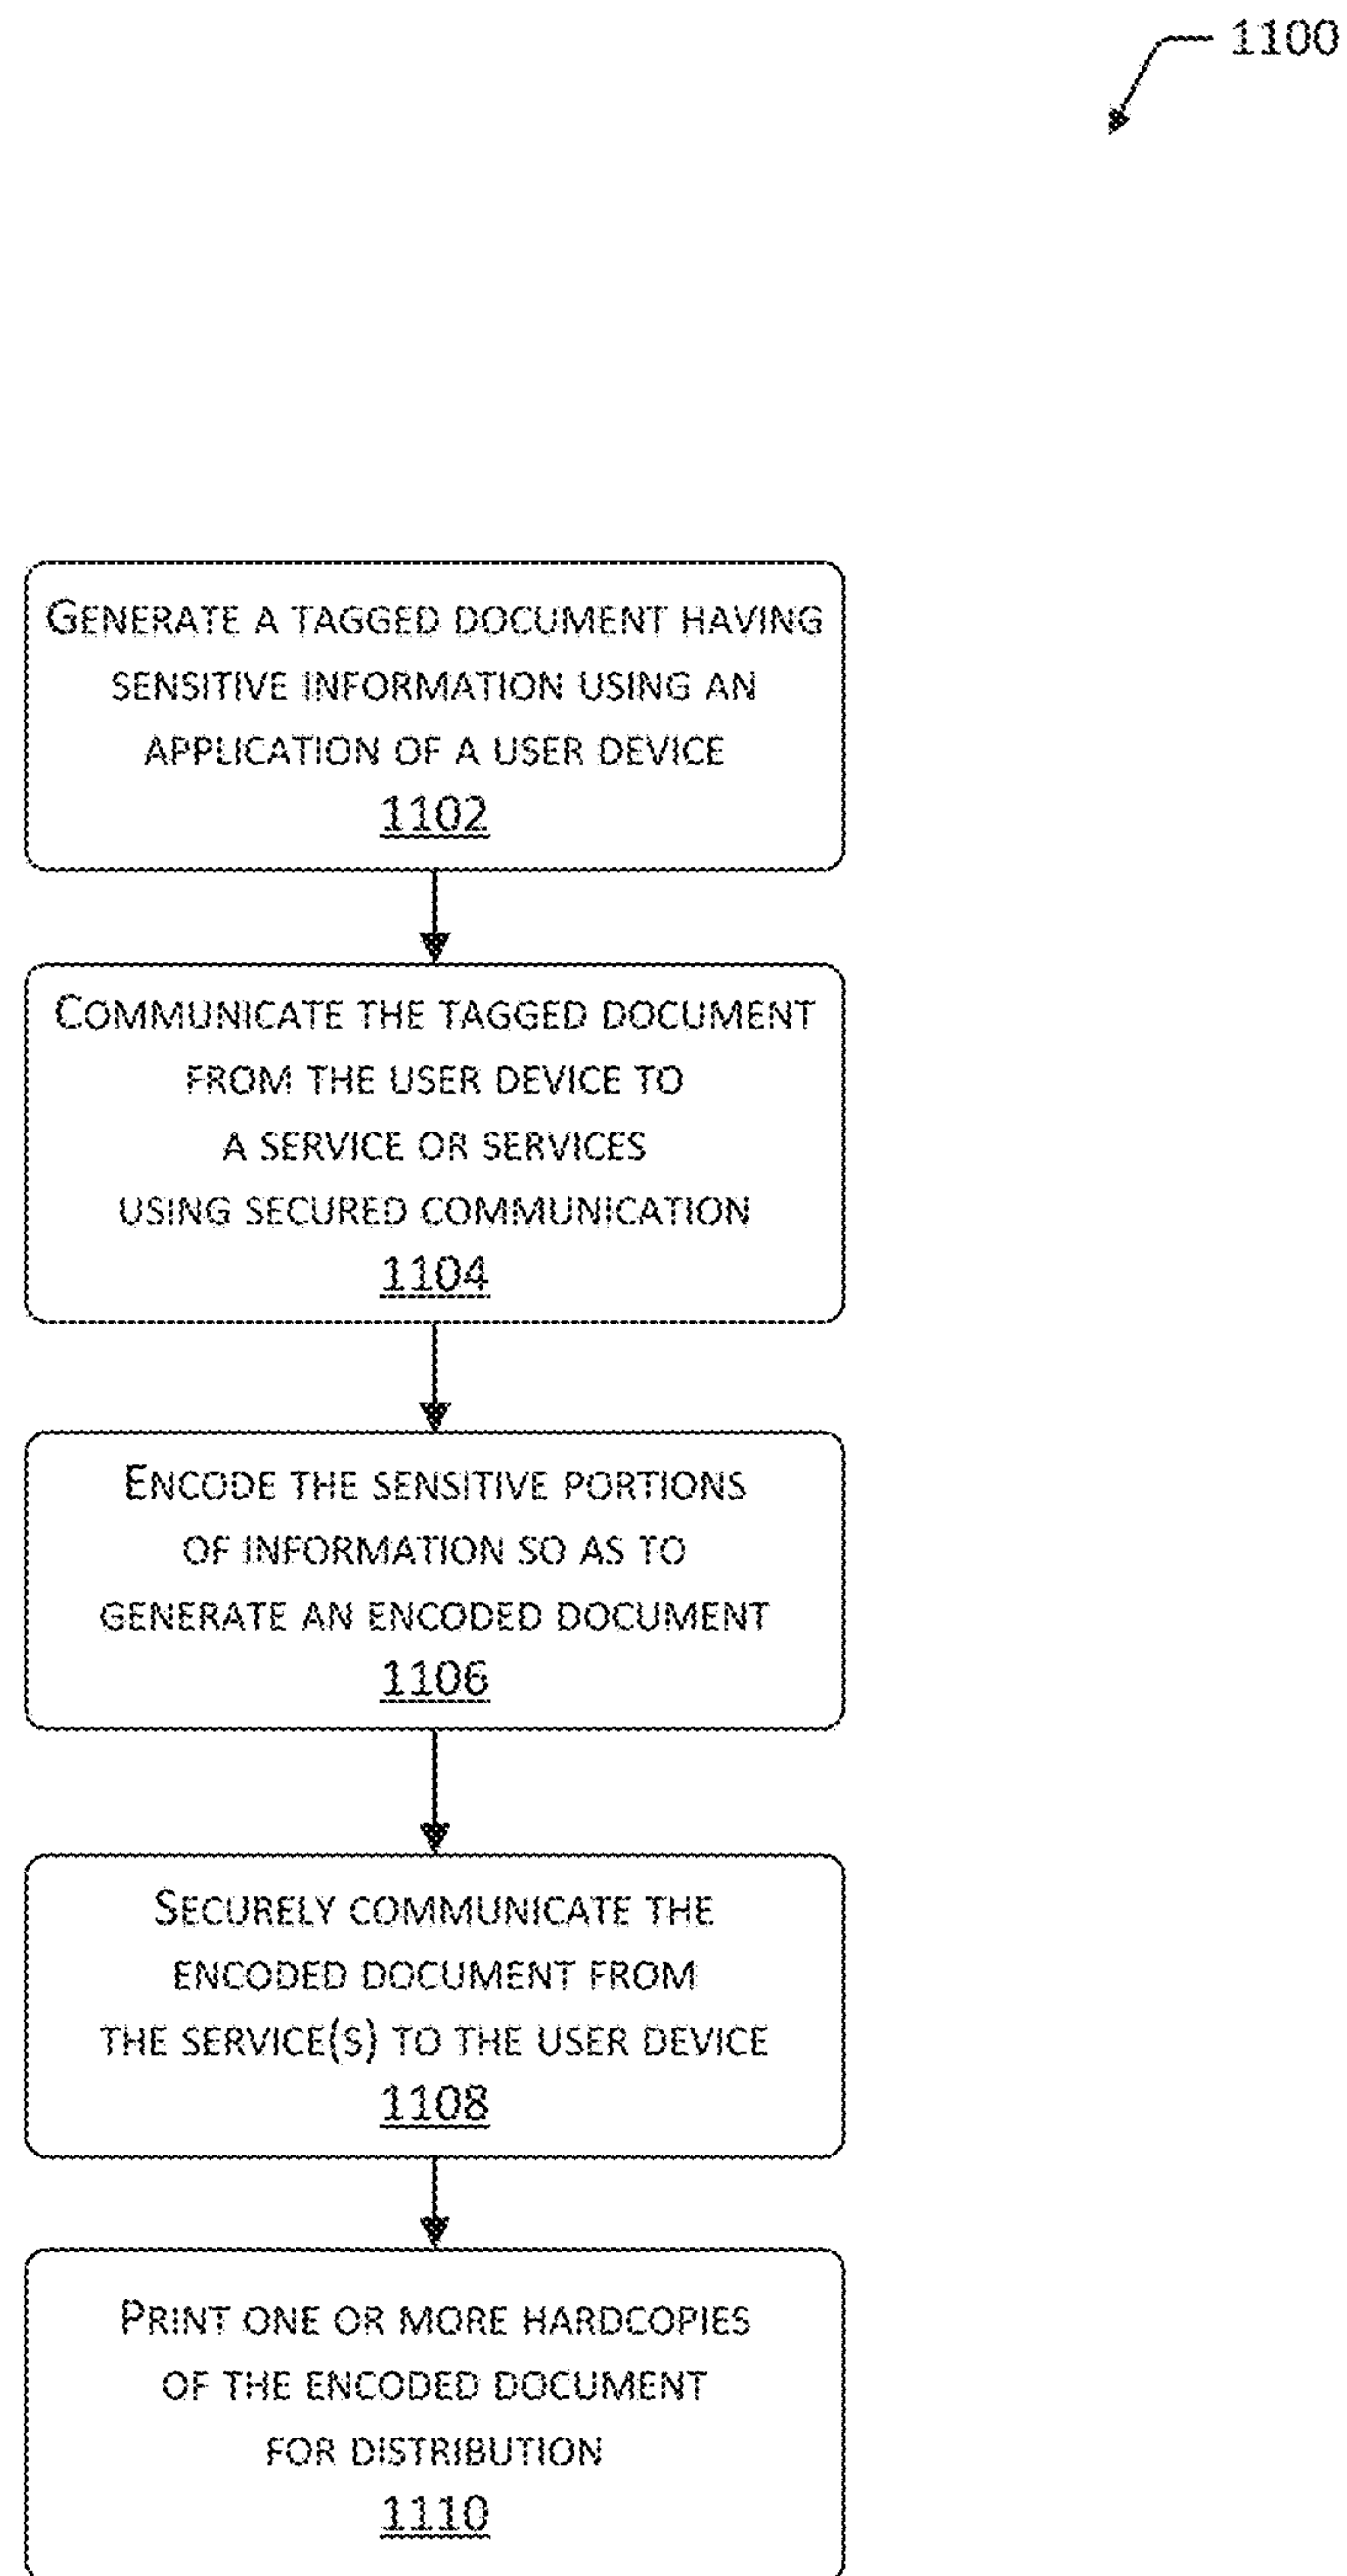 1100
GENERATE A TAGGED DOCUMENT HAVING
SENSITIVE INFORMATION USING AN
APPLICATION OF A USER DEVICE
1102
COMMUNICATE THE TAGGED DOCUMENT
FROM THE USER DEVICE TO
A SERVICE OR SERVICES
USING SECURED COMMUNICATION
1104
ENCODE THE SENSITIVE PORTIONS
OF INFORMATION SO AS TO
GENERATE AN ENCODED DOCUMENT
1106
SECURELY COMMUNICATE THE
ENCODED DOCUMENT FROM
THE SERVICE(S) TO THE USER DEVICE
1108
PRINT ONE OR MORE HARDCOPIES
OF THE ENCODED DOCUMENT
FOR DISTRIBUTION
1110